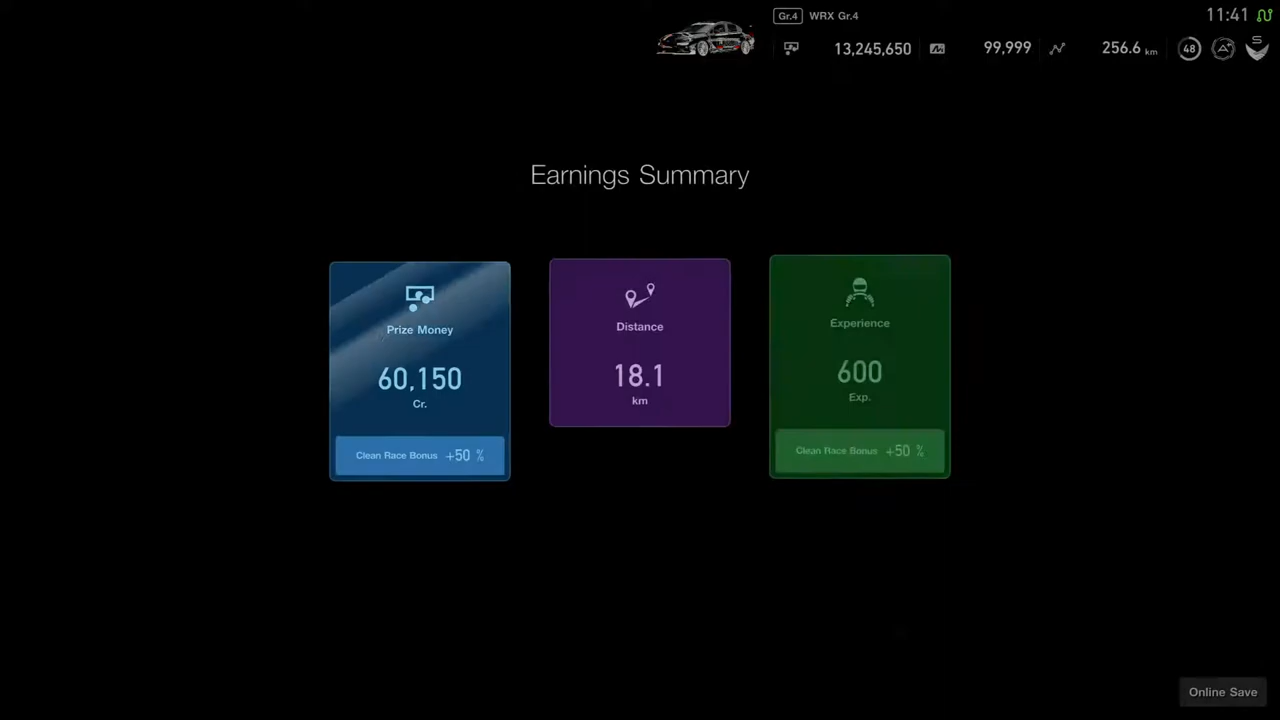 Gr.4 WRX Gr.4
11:41
13,245,650 99,999 256.6 km 48 A+ S
Earnings Summary
Prize Money
60,150
Cr.
Clean Race Bonus +50 %
Distance
18.1
km
Experience
600
Exp.
Clean Race Bonus +50 %
Online Save